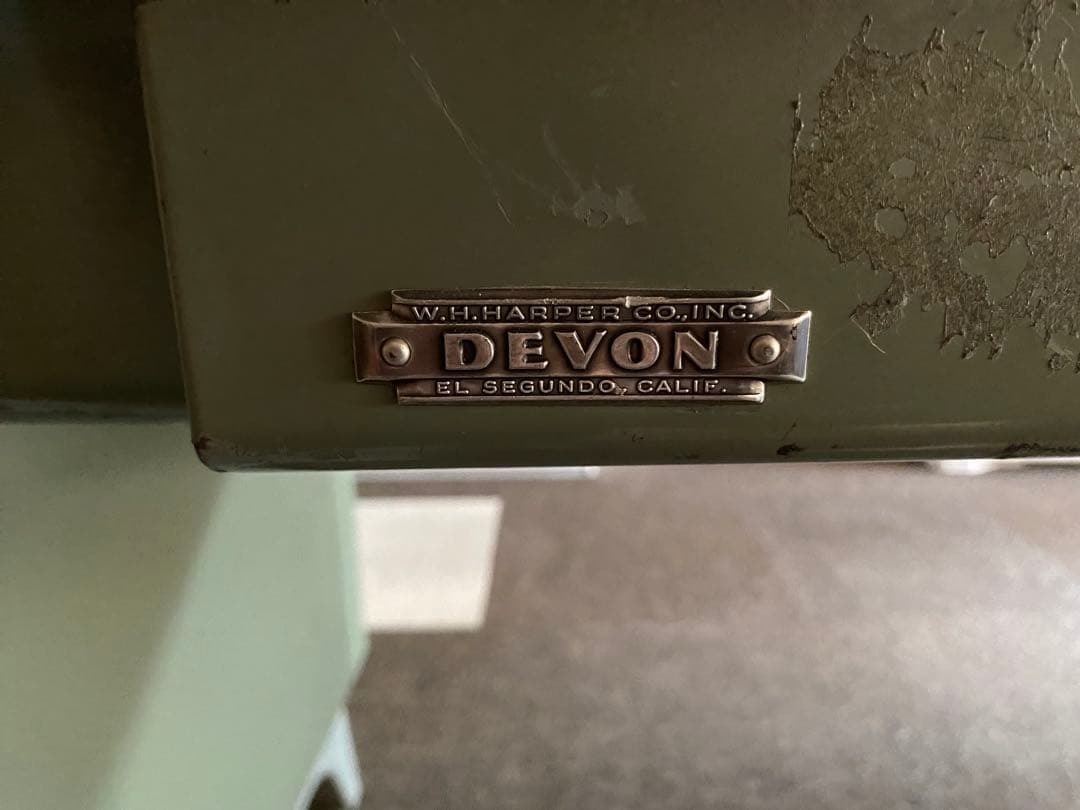 W.H.HARPER CO., INC.
DEVON
EL SEGUNDO, CALIF.